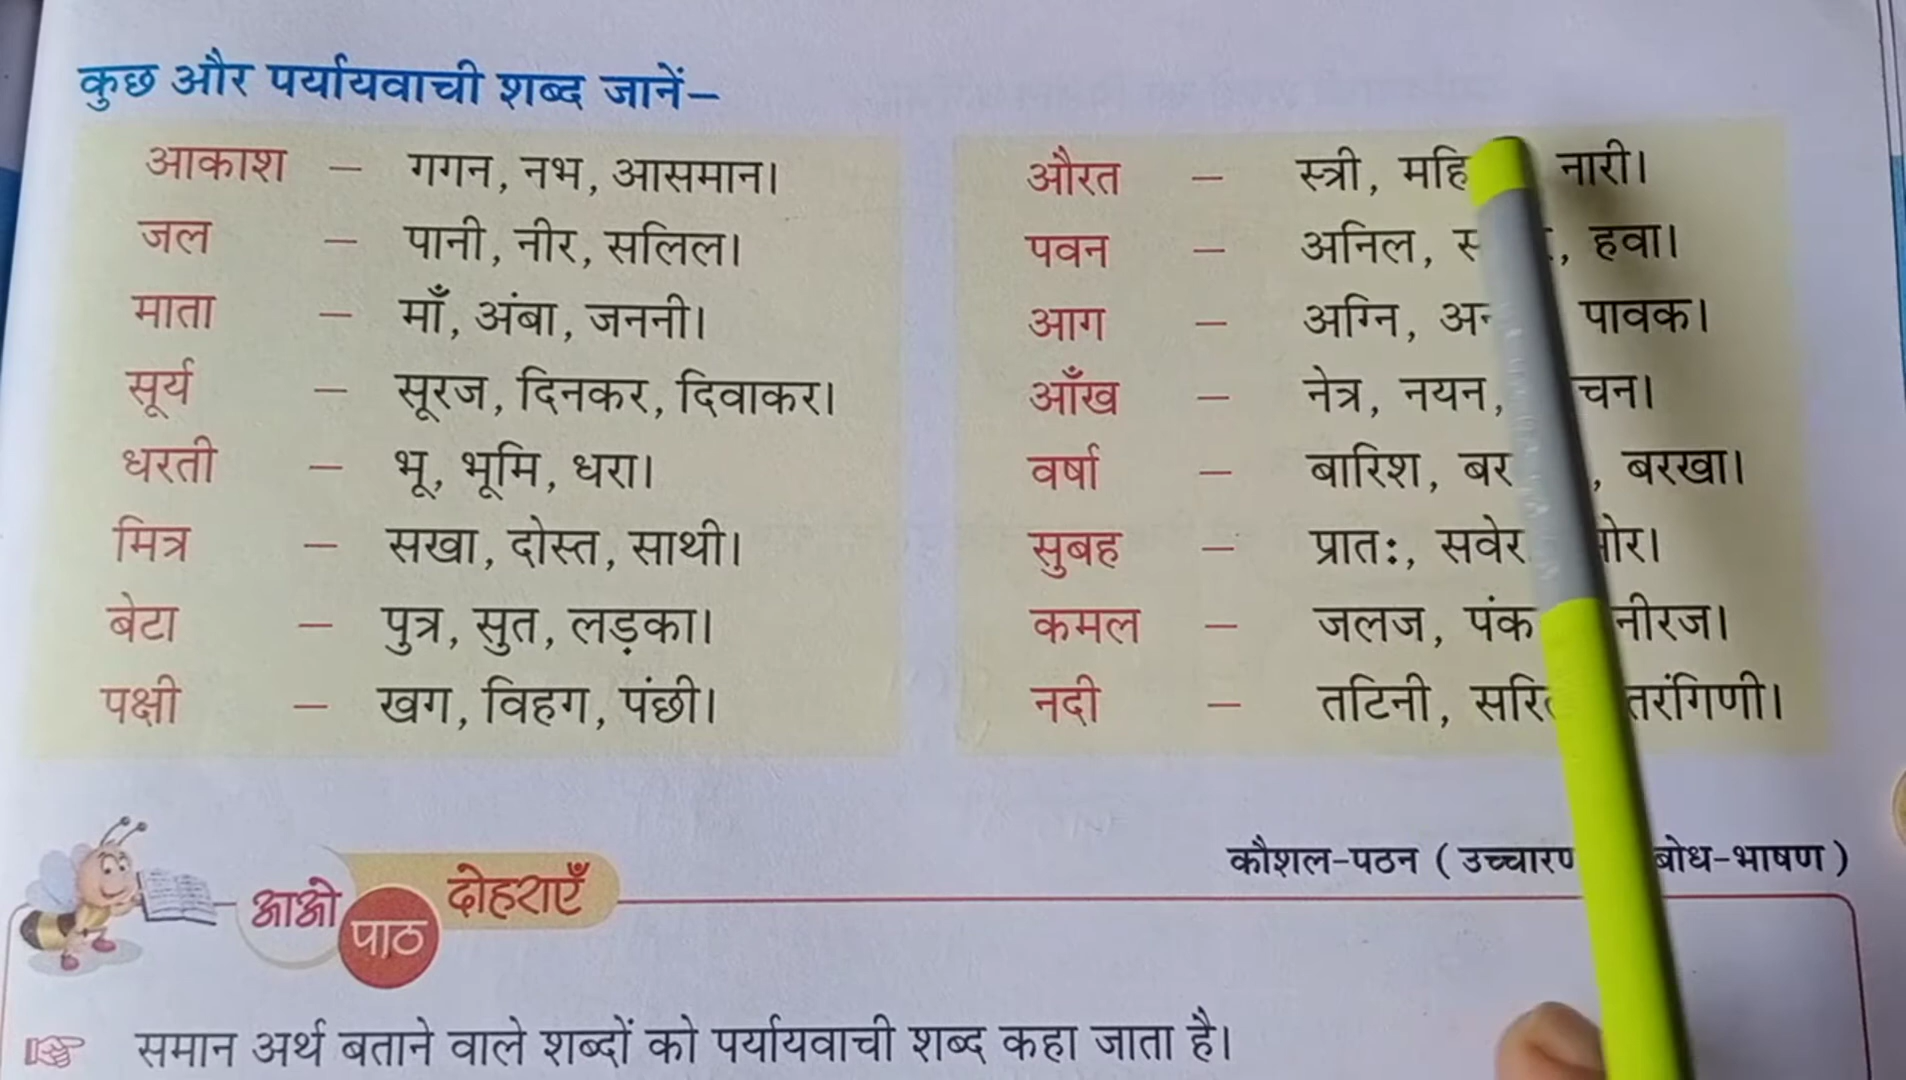 कुछ और पर्यायवाची शब्द जानें–
आकाश – गगन, नभ, आसमान।
जल – पानी, नीर, सलिल।
माता – माँ, अंबा, जननी।
सूर्य – सूरज, दिनकर, दिवाकर।
धरती – भू, भूमि, धरा।
मित्र – सखा, दोस्त, साथी।
बेटा – पुत्र, सुत, लड़का।
पक्षी – खग, विहग, पंछी।
औरत – स्त्री, नारी।
पवन – अनिल, हवा।
आग – अग्नि, पावक।
आँख – नेत्र, नयन,
वर्षा – बारिश, बरखा।
सुबह – प्रातः,
कमल – जलज, नीरज।
नदी – तटिनी, तरंगिणी।
कौशल-पठन ( बोध-भाषण )
आओ पाठ दोहराएँ
समान अर्थ बताने वाले शब्दों को पर्यायवाची शब्द कहा जाता है।